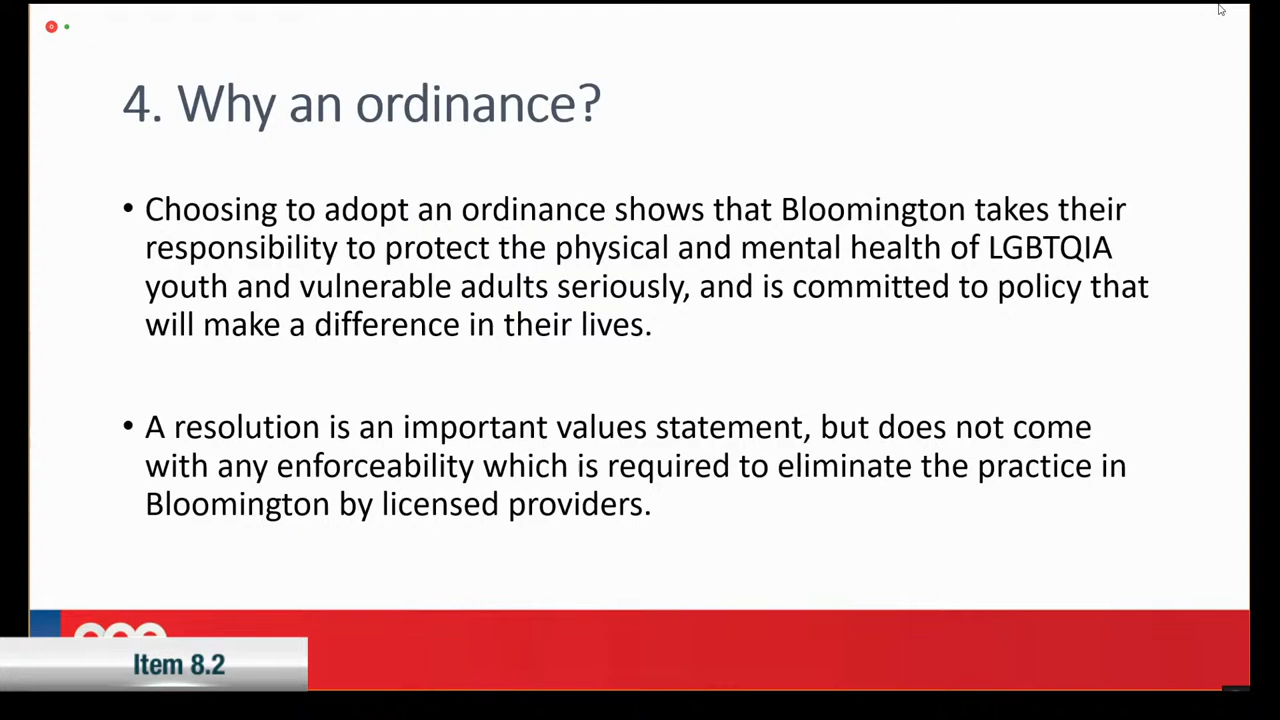 4. Why an ordinance?
• Choosing to adopt an ordinance shows that Bloomington takes their
responsibility to protect the physical and mental health of LGBTQIA
youth and vulnerable adults seriously, and is committed to policy that
will make a difference in their lives.
• A resolution is an important values statement, but does not come
with any enforceability which is required to eliminate the practice in
Bloomington by licensed providers.
Item 8.2